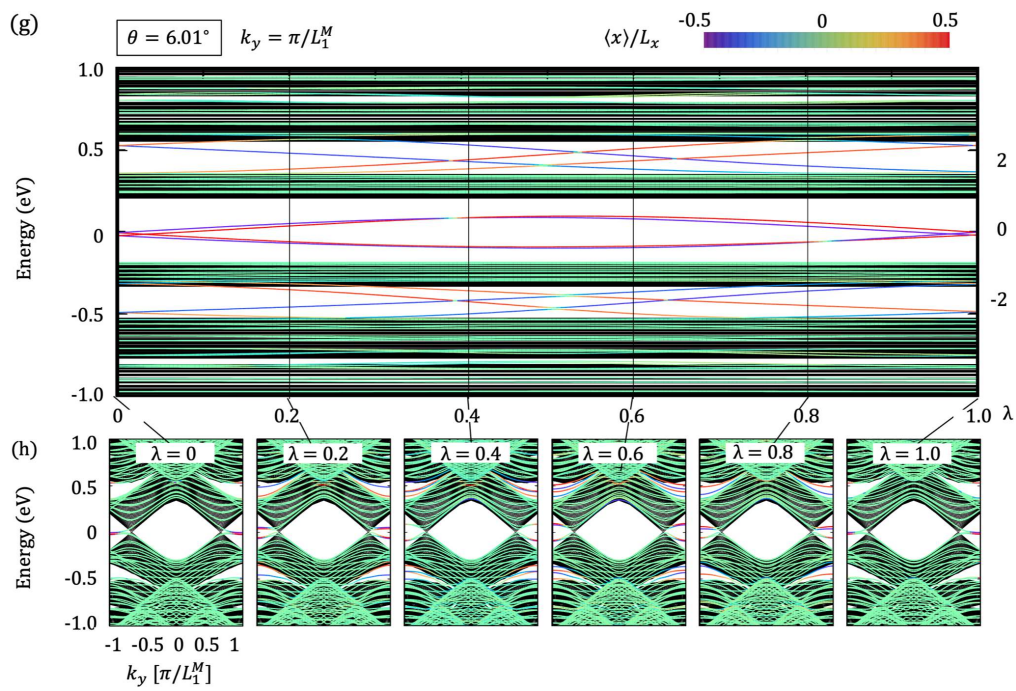 (g)
θ = 6.01°
k_y = π/L_1^M
⟨x⟩/L_x
-0.5 0 0.5
1.0
0.5
0
-0.5
-1.0
Energy (eV)
2
0
-2
0 0.2 0.4 0.6 0.8 1.0 λ
(h)
λ = 0 λ = 0.2 λ = 0.4 λ = 0.6 λ = 0.8 λ = 1.0
1.0
0.5
0
-0.5
-1.0
Energy (eV)
-1 -0.5 0 0.5 1
k_y [π/L_1^M]